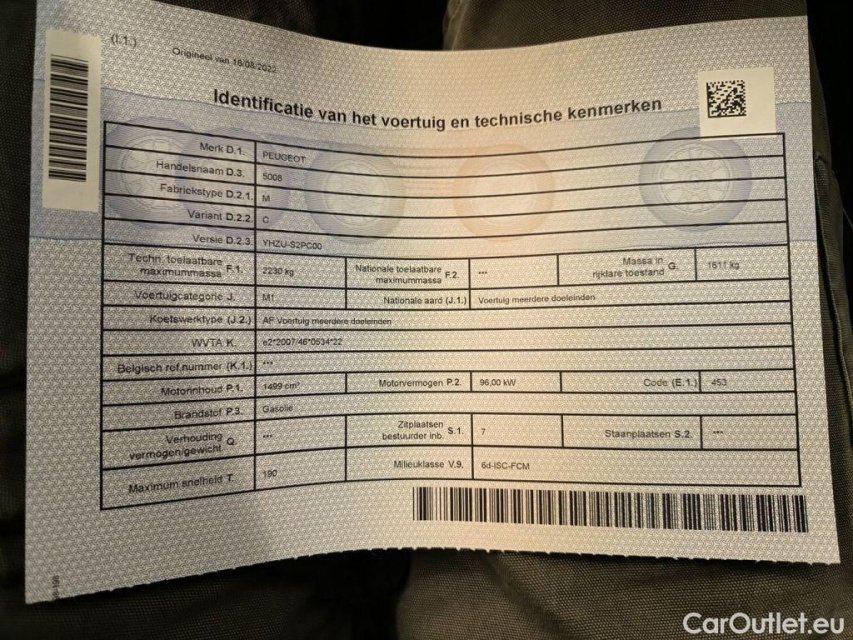 (I.1.)
Origineel van 16/08/2022
Identificatie van het voertuig en technische kenmerken
Merk D.1. PEUGEOT
Handelsnaam D.3. 5008
Fabriekstype D.2.1. M
Variant D.2.2. C
Versie D.2.3. YHZU-S2PC00
Techn. toelaatbare maximummassa F.1. 2230 kg Nationale toelaatbare maximummassa F.2. --- Massa in rijklare toestand G. 1511 kg
Voertuigcategorie J. M1 Nationale aard (J.1.) Voertuig meerdere doeleinden
Koetswerktype (J.2.) AF Voertuig meerdere doeleinden
WVTA K. e2*2007/46*0534*22
Belgisch ref.nummer (K.1.) ---
Motorinhoud P.1. 1499 cm³ Motorvermogen P.2. 96,00 kW Code (E.1.) 453
Brandstof P.3. Gasolie
Verhouding vermogen/gewicht Q. --- Zitplaatsen bestuurder inb. S.1. 7 Staanplaatsen S.2. ---
Maximum snelheid T. 190 Milieuklasse V.9. 6d-ISC-FCM
CarOutlet.eu